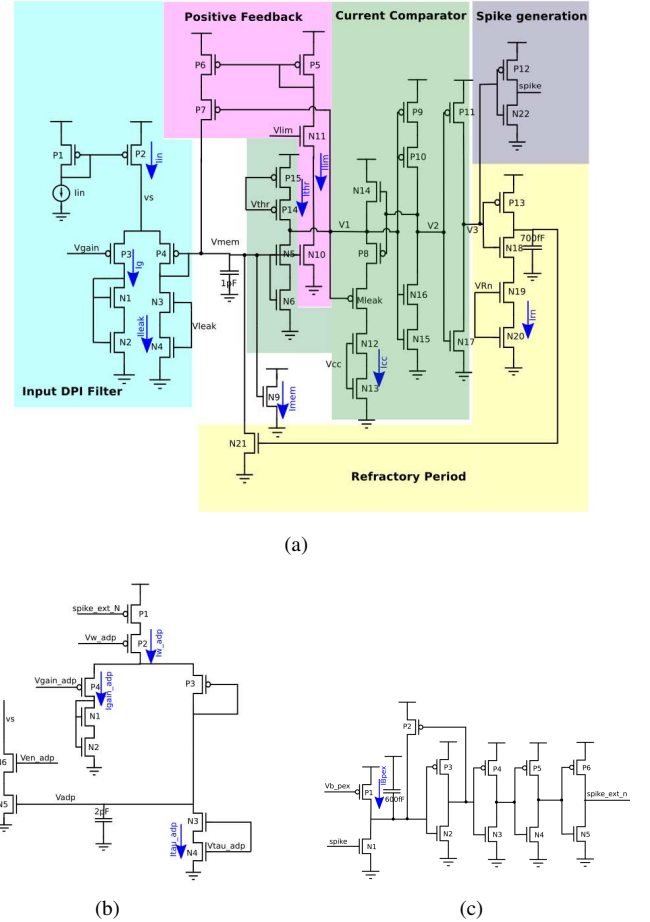 Positive Feedback
Current Comparator
Spike generation
P6
P5
P12
spike
N22
P7
N11
Vlim
Ilim
P9
P11
P10
P1
P2
Iin
Iin
vs
P15
Ithr
Vthr
P14
N14
P13
Vgain
P3
P4
Ig
Vmem
1pF
V1
V2
V3
N5
N10
P8
N18
700fF
N1
N3
N6
Mleak
N16
VRn
N19
Irn
N2
Ileak
N4
Vleak
N12
N15
N17
N20
Vcc
Icc
N13
Input DPI Filter
N9
Imem
N21
Refractory Period
(a)
spike_ext_N
P1
Vw_adp
P2
Iw_adp
Vgain_adp
P4
Igain_adp
P3
N1
N2
vs
N6
Ven_adp
N5
Vadp
2pF
N3
Itau_adp
N4
Vtau_adp
(b)
P2
Vb_pex
P1
IBpex
600fF
P3
P4
P5
P6
spike_ext_n
spike
N1
N2
N3
N4
N5
(c)